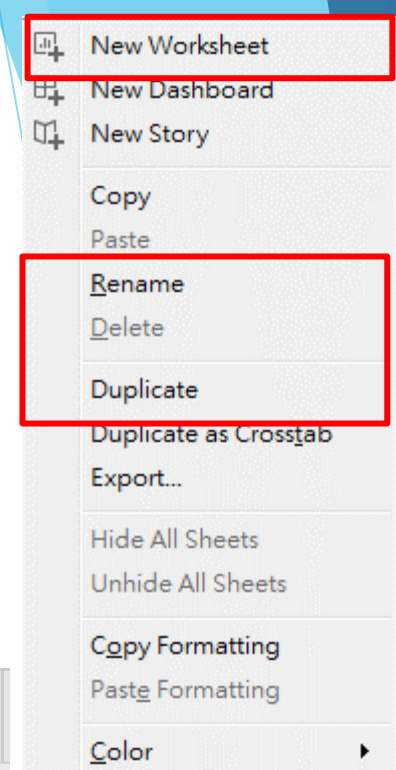 New Worksheet
New Dashboard
New Story
Copy
Paste
Rename
Delete
Duplicate
Duplicate as Crosstab
Export...
Hide All Sheets
Unhide All Sheets
Copy Formatting
Paste Formatting
Color